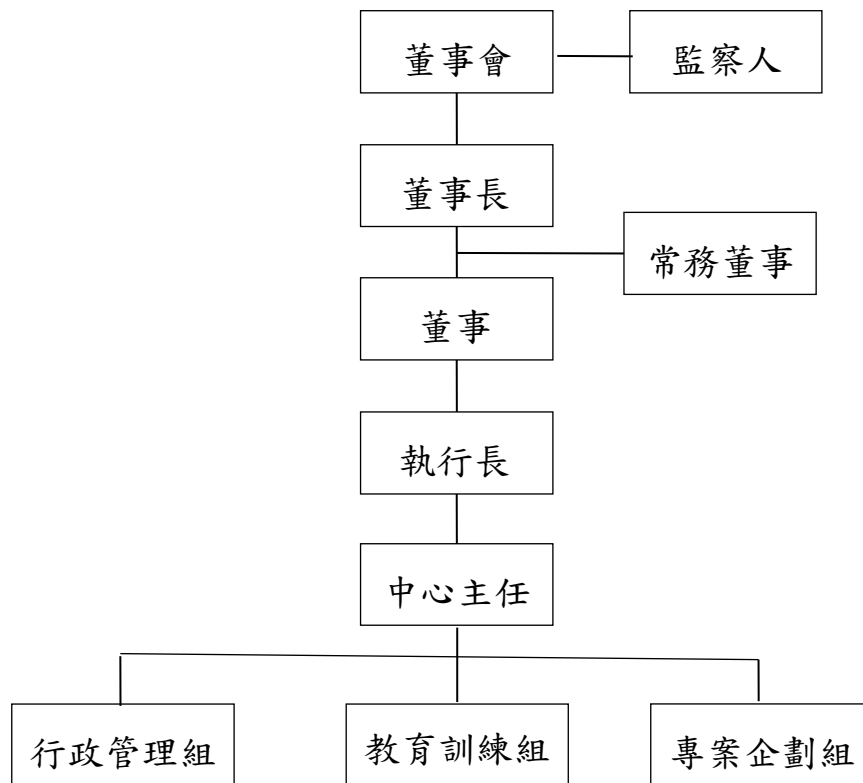 董事會
監察人
董事長
常務董事
董事
執行長
中心主任
行政管理組
教育訓練組
專案企劃組